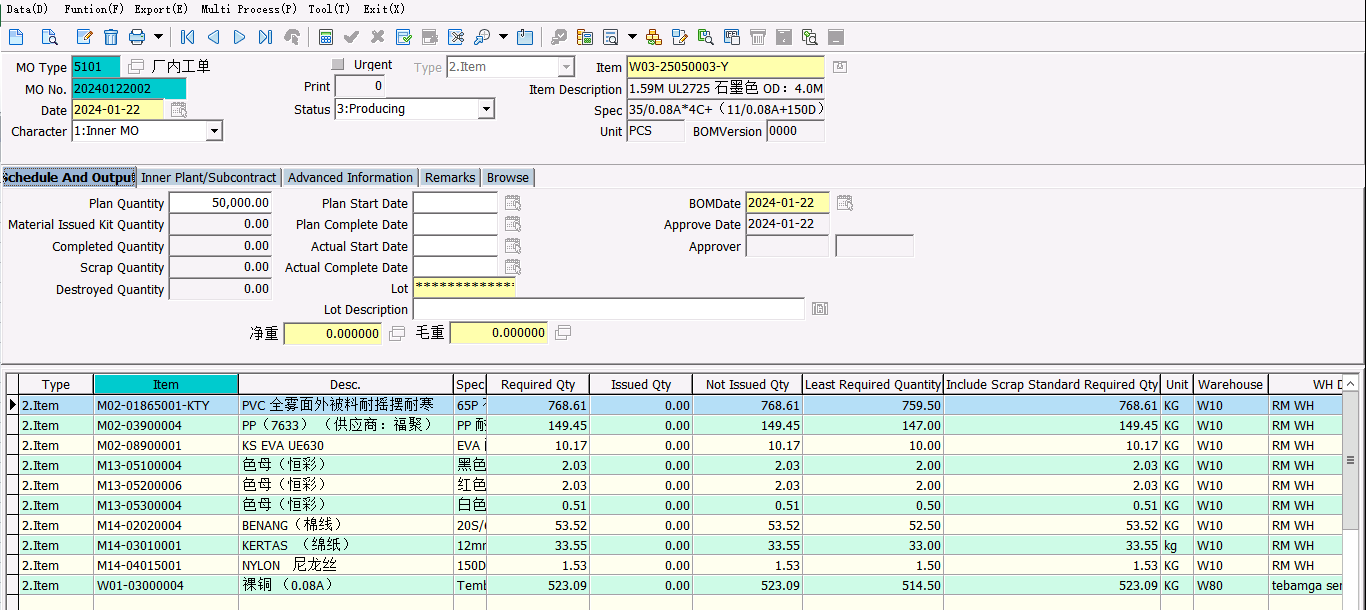 Data(D) Funtion(F) Export(E) Multi Process(P) Tool(T) Exit(X)
MO Type 5101 厂内工单 Urgent Type 2.Item Item W03-25050003-Y
MO No. 20240122002 Print 0 Item Description 1.59M UL2725 石墨色 OD：4.0M
Date 2024-01-22 Status 3:Producing Spec 35/0.08A*4C+（11/0.08A+150D）
Character 1:Inner MO Unit PCS BOMVersion 0000
Schedule And Output Inner Plant/Subcontract Advanced Information Remarks Browse
Plan Quantity 50,000.00 Plan Start Date BOMDate 2024-01-22
Material Issued Kit Quantity 0.00 Plan Complete Date Approve Date 2024-01-22
Completed Quantity 0.00 Actual Start Date Approver
Scrap Quantity 0.00 Actual Complete Date
Destroyed Quantity 0.00 Lot *************
Lot Description
净重 0.000000 毛重 0.000000
Type Item Desc. Spec Required Qty Issued Qty Not Issued Qty Least Required Quantity Include Scrap Standard Required Qty Unit Warehouse WH D
2.Item M02-01865001-KTY PVC 全雾面外被料耐摇摆耐寒 65P 768.61 0.00 768.61 759.50 768.61 KG W10 RM WH
2.Item M02-03900004 PP（7633）（供应商：福聚） PP 耐 149.45 0.00 149.45 147.00 149.45 KG W10 RM WH
2.Item M02-08900001 KS EVA UE630 EVA 10.17 0.00 10.17 10.00 10.17 KG W10 RM WH
2.Item M13-05100004 色母（恒彩） 黑色 2.03 0.00 2.03 2.00 2.03 KG W10 RM WH
2.Item M13-05200006 色母（恒彩） 红色 2.03 0.00 2.03 2.00 2.03 KG W10 RM WH
2.Item M13-05300004 色母（恒彩） 白色 0.51 0.00 0.51 0.50 0.51 KG W10 RM WH
2.Item M14-02020004 BENANG（棉线） 20S/ 53.52 0.00 53.52 52.50 53.52 KG W10 RM WH
2.Item M14-03010001 KERTAS （绵纸） 12mm 33.55 0.00 33.55 33.00 33.55 kg W10 RM WH
2.Item M14-04015001 NYLON 尼龙丝 150D 1.53 0.00 1.53 1.50 1.53 KG W10 RM WH
2.Item W01-03000004 裸铜（0.08A） Temb 523.09 0.00 523.09 514.50 523.09 KG W80 tebamga ser